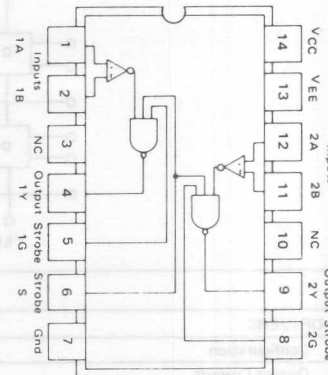 1A
Inputs
1B
NC
Output
1Y
Strobe
1G
Strobe
S
Gnd
1
2
3
4
5
6
7
14
13
12
11
10
9
8
VCC
VEE
2A
2B
NC
Output
2Y
Strobe
2G